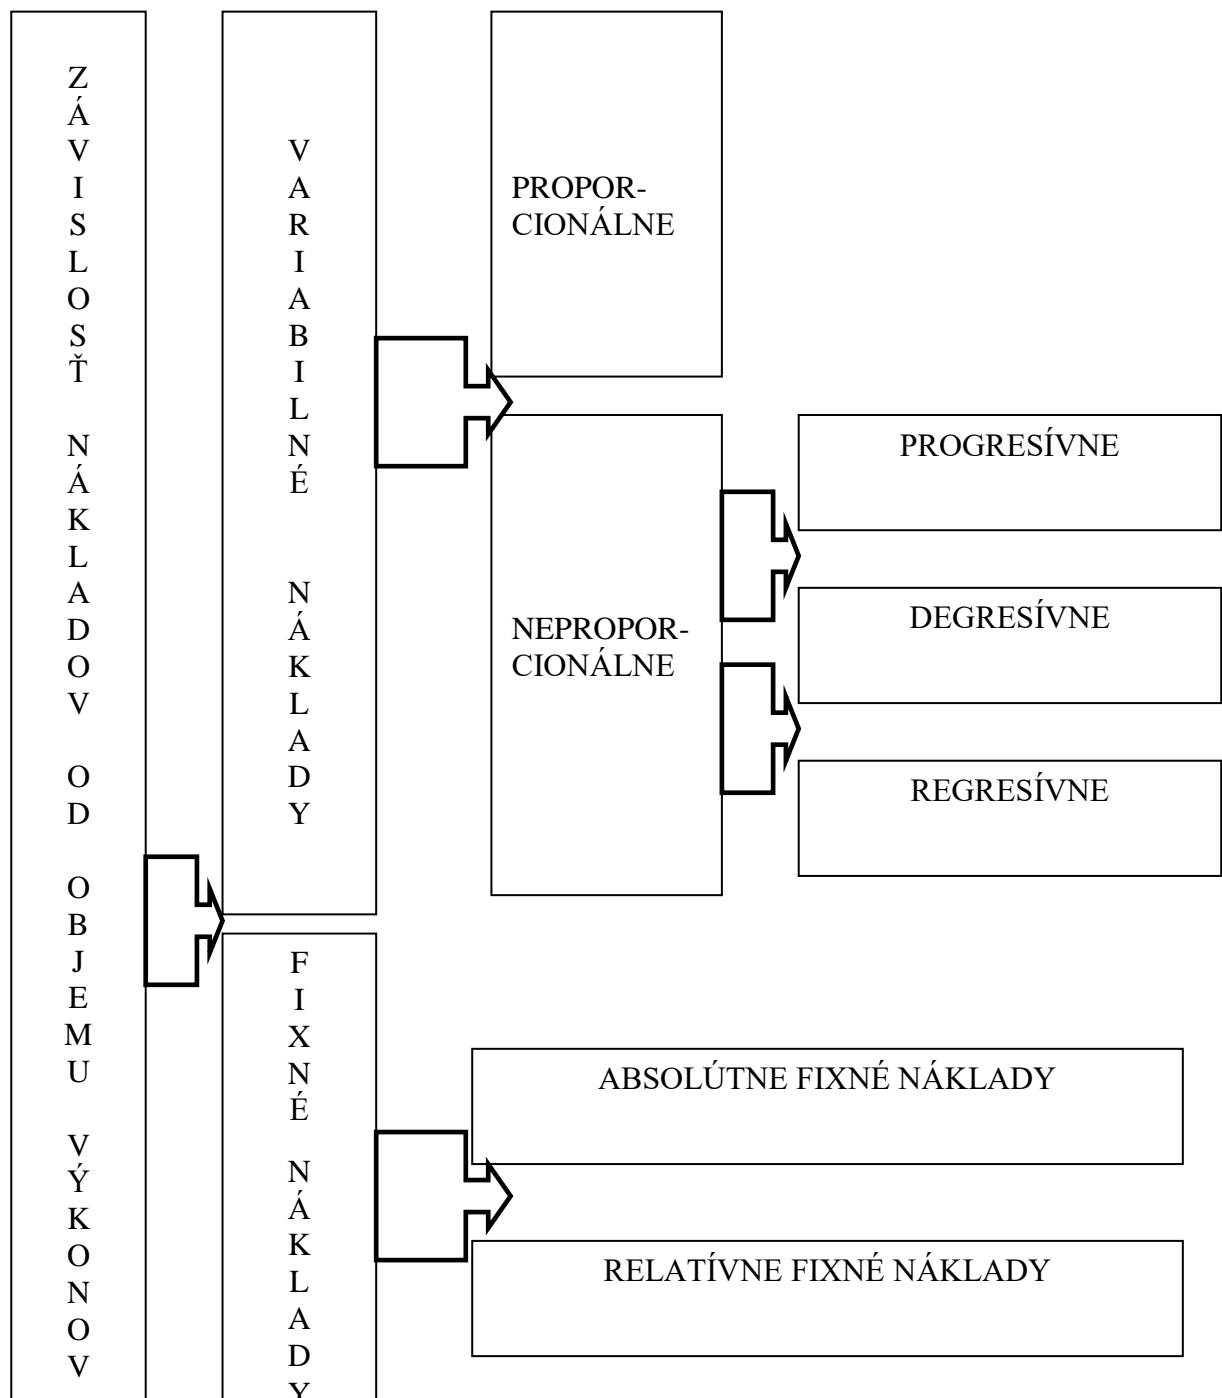 ZÁVISLOSŤ NÁKLADOV OD OBJEMU VÝKONOV
VARIABILNÉ NÁKLADY
PROPOR-
CIONÁLNE
NEPROPOR-
CIONÁLNE
PROGRESÍVNE
DEGRESÍVNE
REGRESÍVNE
FIXNÉ NÁKLADY
ABSOLÚTNE FIXNÉ NÁKLADY
RELATÍVNE FIXNÉ NÁKLADY